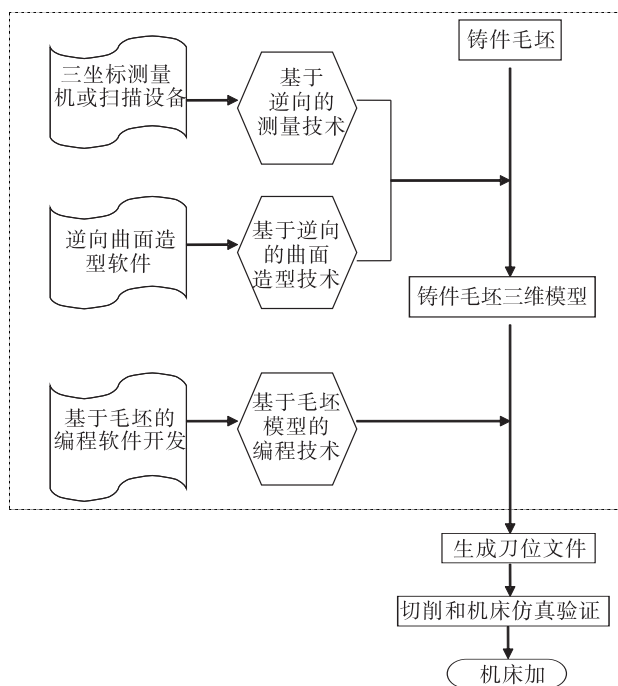 铸件毛坯
三坐标测量
机或扫描设备
基于
逆向的
测量技术
逆向曲面造
型软件
基于逆向
的曲面
造型技术
铸件毛坯三维模型
基于毛坯的
编程软件开发
基于毛坯
模型的
编程技术
生成刀位文件
切削和机床仿真验证
机床加